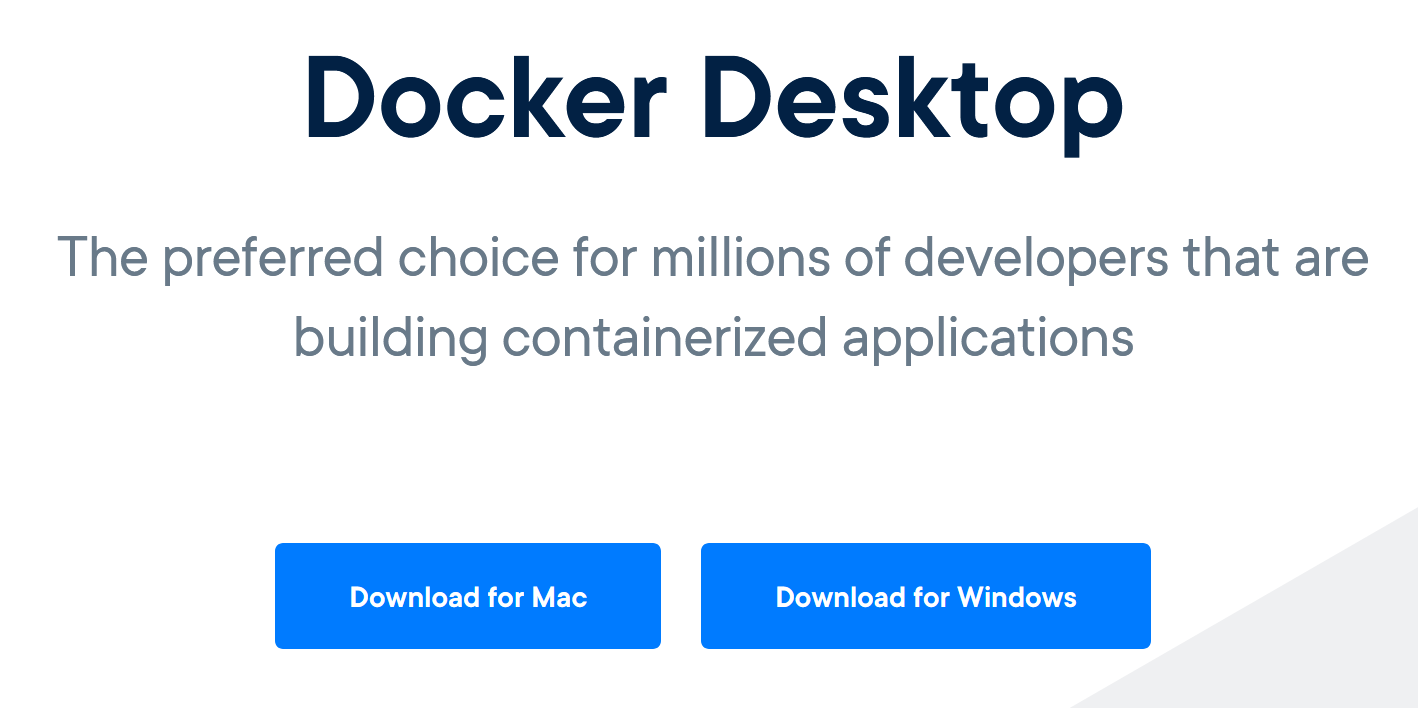 Docker Desktop
The preferred choice for millions of developers that are
building containerized applications
Download for Mac
Download for Windows